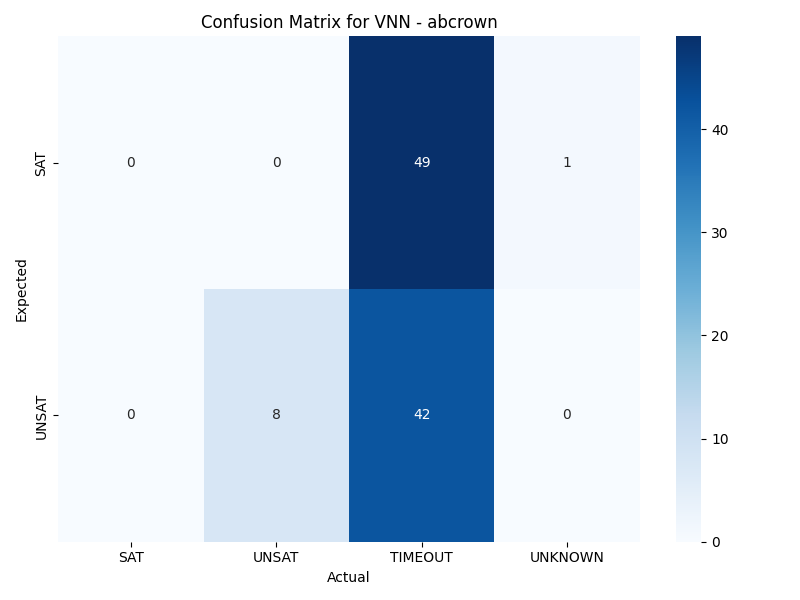 Confusion Matrix for VNN - abcrown
SAT
UNSAT
Expected
0 0 49 1
0 8 42 0
SAT UNSAT TIMEOUT UNKNOWN
Actual
40
30
20
10
0